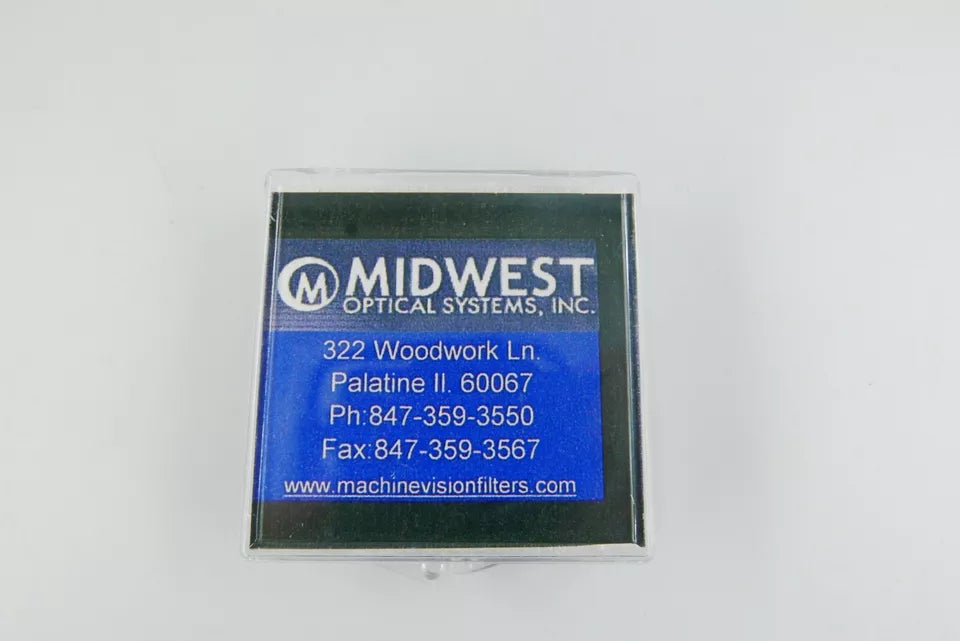 M MIDWEST
OPTICAL SYSTEMS, INC.
322 Woodwork Ln.
Palatine Il. 60067
Ph:847-359-3550
Fax:847-359-3567
www.machinevisionfilters.com